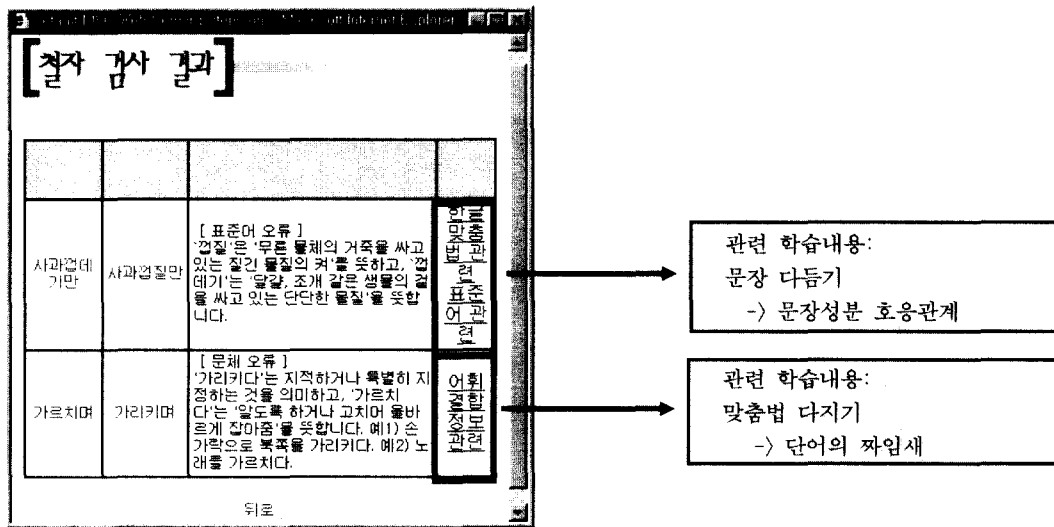 Microsoft Internet Explorer
[철자 검사 결과]
사과껍데
기만
사과껍질만
[ 표준어 오류 ]
'껍질'은 '무른 물체의 거죽을 싸고
있는 질긴 물질의 켜'를 뜻하고, '껍
데기'는 '달걀, 조개 같은 생물의 겉
을 싸고 있는 단단한 물질'을 뜻합
니다.
한글
맞춤
법 관
련
표준
어 관
련
가르치며
가리키며
[ 문체 오류 ]
'가리키다'는 지적하거나 특별히 지
정하는 것을 의미하고, '가르치
다'는 '알도록 하거나 고치어 올바
르게 잡아줌'을 뜻합니다. 예1) 손
가락으로 북쪽을 가리키다. 예2) 노
래를 가르치다.
어휘
결합
정보
관련
뒤로
관련 학습내용:
문장 다듬기
-> 문장성분 호응관계
관련 학습내용:
맞춤법 다지기
-> 단어의 짜임새